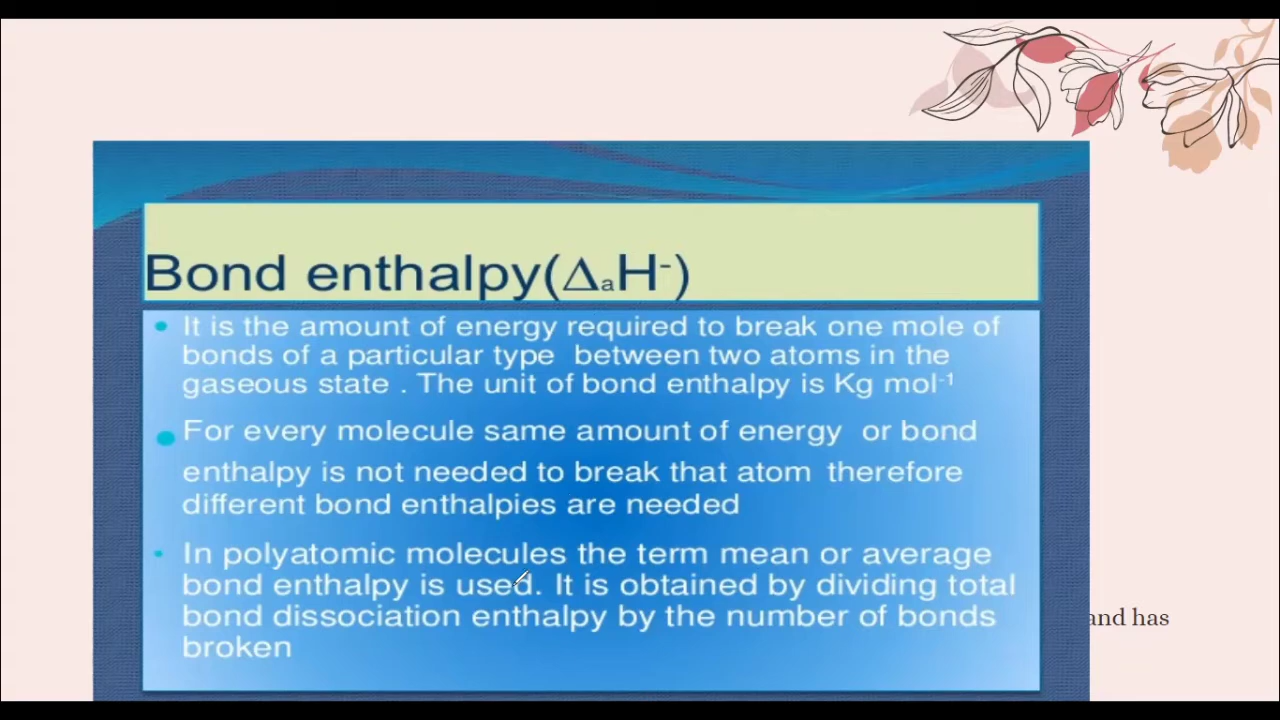 Bond enthalpy(ΔₐH⁻)
It is the amount of energy required to break one mole of
bonds of a particular type between two atoms in the
gaseous state . The unit of bond enthalpy is Kg mol⁻¹
For every molecule same amount of energy or bond
enthalpy is not needed to break that atom therefore
different bond enthalpies are needed
In polyatomic molecules the term mean or average
bond enthalpy is used. It is obtained by dividing total
bond dissociation enthalpy by the number of bonds
broken
and has